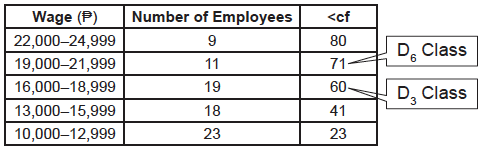 Wage (₱) Number of Employees <cf
22,000–24,999 9 80
19,000–21,999 11 71
D6 Class
16,000–18,999 19 60
D3 Class
13,000–15,999 18 41
10,000–12,999 23 23